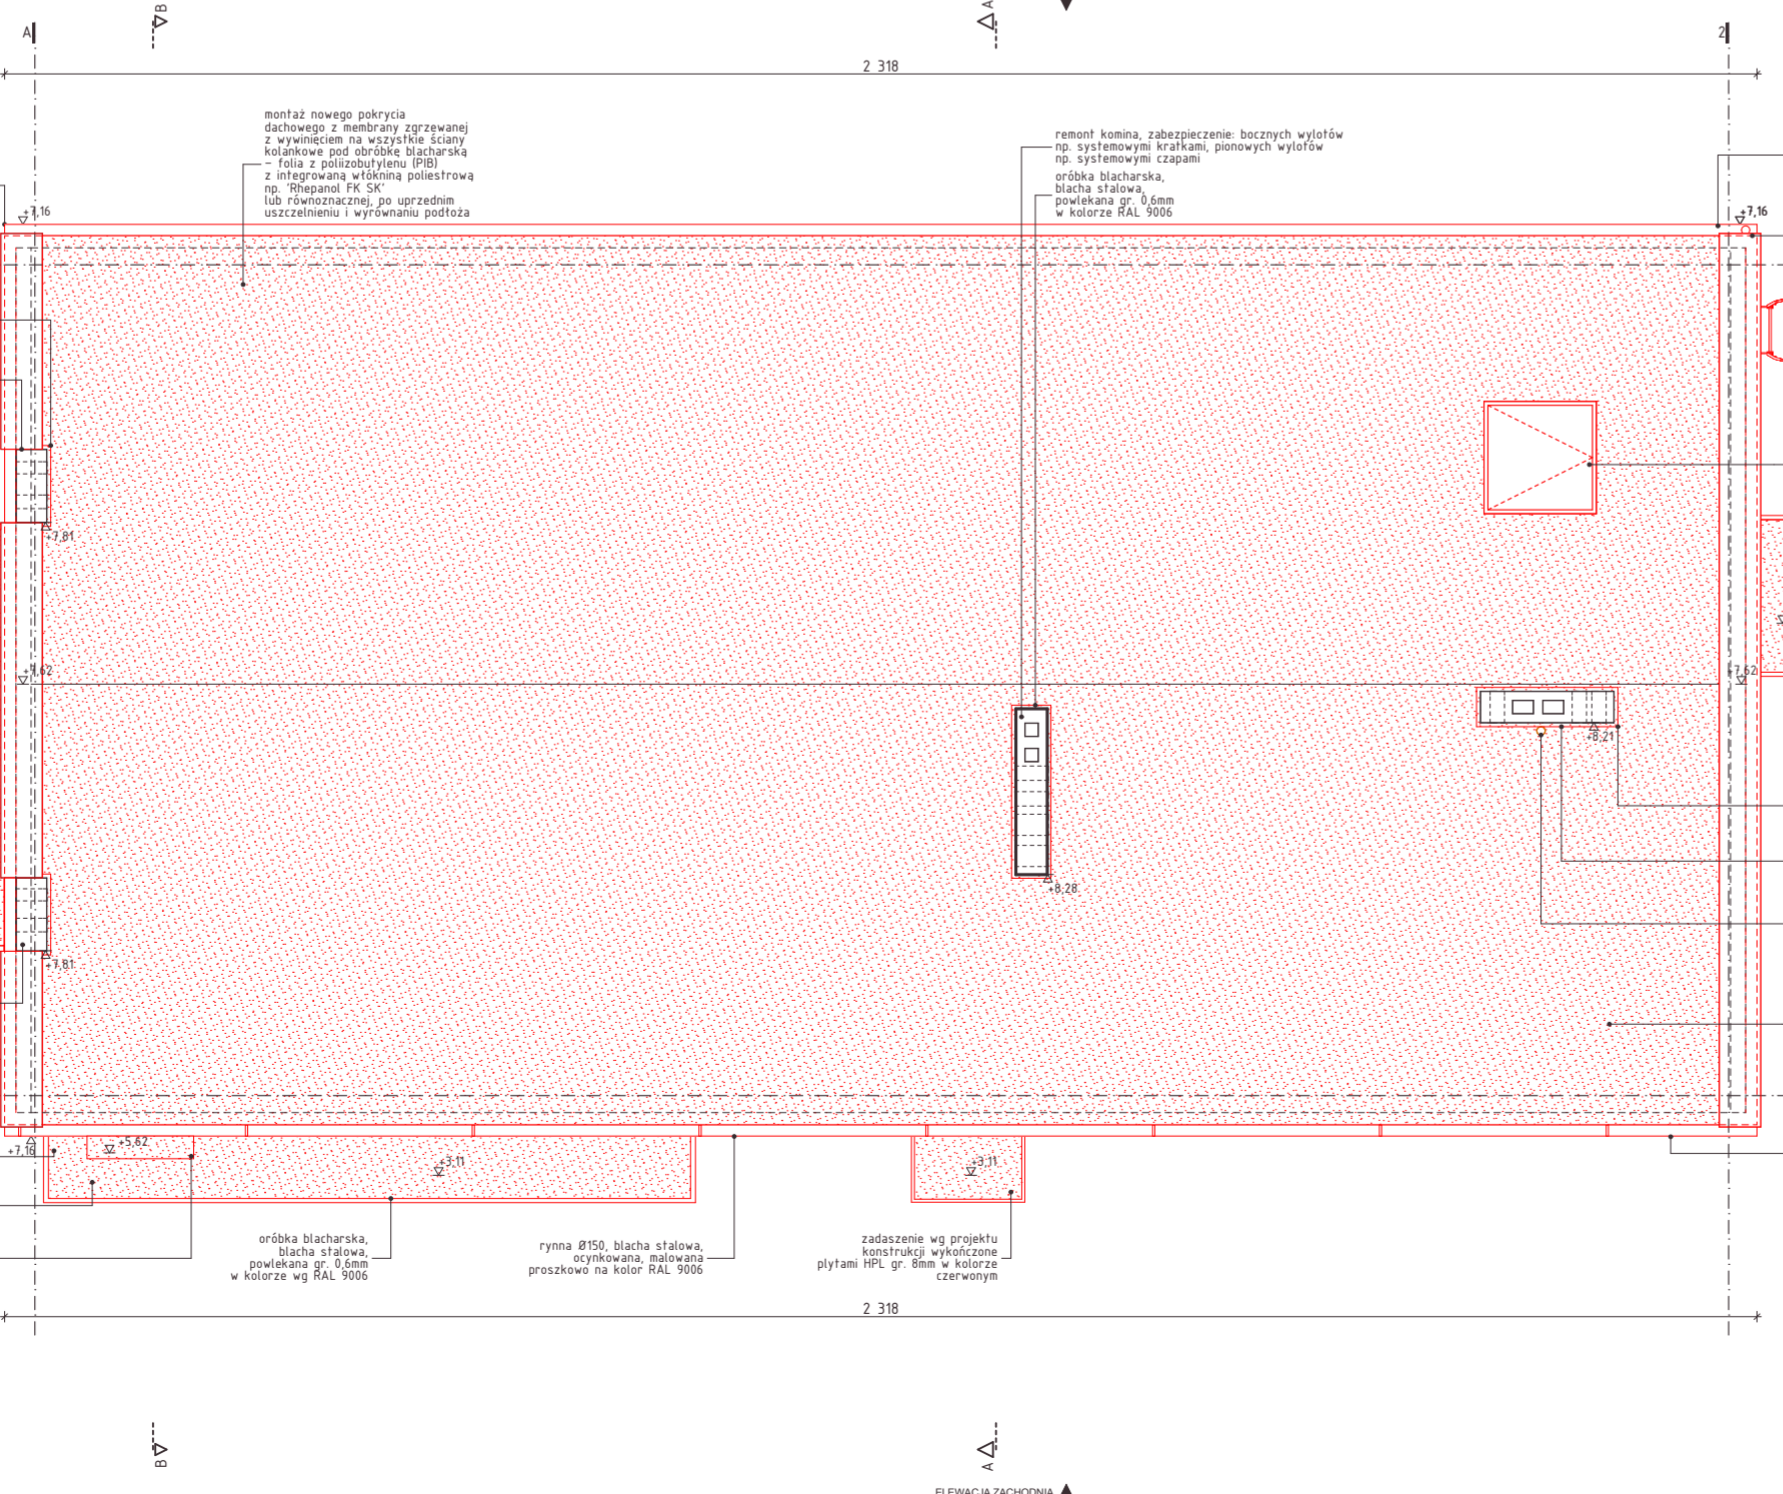 B
A
A
2
2 318
montaż nowego pokrycia
dachowego z membrany zgrzewanej
z wywinięciem na wszystkie ściany
kolankowe pod obróbkę blacharską
– folia z poliizobutylenu (PIB)
z integrowaną włókniną poliestrową
np. 'Rhepanol FK SK'
lub równoznacznej, po uprzednim
uszczelnieniu i wyrównaniu podłoża
remont komina, zabezpieczenie: bocznych wylotów
np. systemowymi kratkami, pionowych wylotów
np. systemowymi czapami
oróbka blacharska,
blacha stalowa,
powlekana gr. 0,6mm
w kolorze RAL 9006
+7,16
+7,16
+7,81
+7,62
+7,62
+8,21
+8,28
+7,81
+7,16
+5,62
+3,11
+3,11
oróbka blacharska,
blacha stalowa,
powlekana gr. 0,6mm
w kolorze wg RAL 9006
rynna Ø150, blacha stalowa,
ocynkowana, malowana
proszkowo na kolor RAL 9006
zadaszenie wg projektu
konstrukcji wykończone
płytami HPL gr. 8mm w kolorze
czerwonym
2 318
B
A
ELEWACJA ZACHODNIA